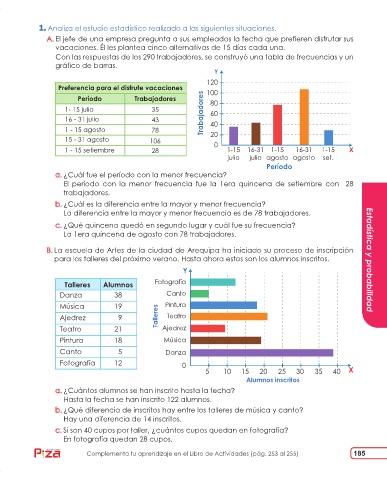 1. Analiza el estudio estadístico realizado a las siguientes situaciones.
A. El jefe de una empresa pregunta a sus empleados la fecha que prefieren disfrutar sus
vacaciones. Él les plantea cinco alternativas de 15 días cada una.
Con las respuestas de los 290 trabajadores, se construyó una tabla de frecuencias y un
gráfico de barras.
Preferencia para el disfrute vacaciones
Período Trabajadores
1 - 15 julio 35
16 - 31 julio 43
1 - 15 agosto 78
15 - 31 agosto 106
1 - 15 setiembre 28
Y
120
100
80
60
40
20
0
Trabajadores
1-15 16-31 1-15 16-31 1-15 X
julio julio agosto agosto set.
Período
a. ¿Cuál fue el período con la menor frecuencia?
El período con la menor frecuencia fue la 1era quincena de setiembre con 28
trabajadores.
b. ¿Cuál es la diferencia entre la mayor y menor frecuencia?
La diferencia entre la mayor y menor frecuencia es de 78 trabajadores.
c. ¿Qué quincena quedó en segundo lugar y cuál fue su frecuencia?
La 1era quincena de agosto con 78 trabajadores.
B. La escuela de Artes de la ciudad de Arequipa ha iniciado su proceso de inscripción
para los talleres del próximo verano. Hasta ahora estos son los alumnos inscritos.
Talleres Alumnos
Danza 38
Música 19
Ajedrez 9
Teatro 21
Pintura 18
Canto 5
Fotografía 12
Y
Talleres
Fotografía
Canto
Pintura
Teatro
Ajedrez
Música
Danza
0
5 10 15 20 25 30 35 40 X
Alumnos inscritos
a. ¿Cuántos alumnos se han inscrito hasta la fecha?
Hasta la fecha se han inscrito 122 alumnos.
b. ¿Qué diferencia de inscritos hay entre los talleres de música y canto?
Hay una diferencia de 14 inscritos.
c. Si son 40 cupos por taller, ¿cuántos cupos quedan en fotografía?
En fotografía quedan 28 cupos.
Estadística y probabilidad
Pizá
Complementa tu aprendizaje en el Libro de Actividades (pág. 253 al 255)
185